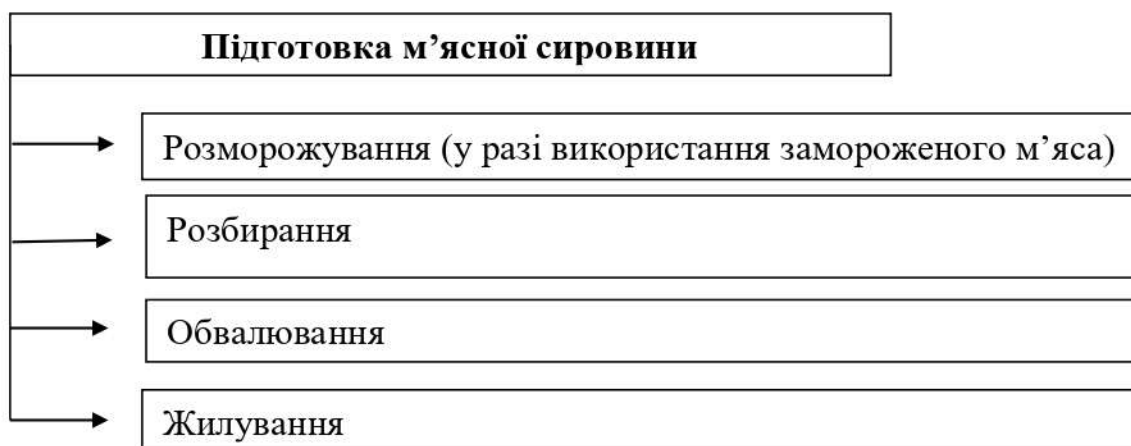 Підготовка м’ясної сировини
Розморожування (у разі використання замороженого м’яса)
Розбирання
Обвалювання
Жилування